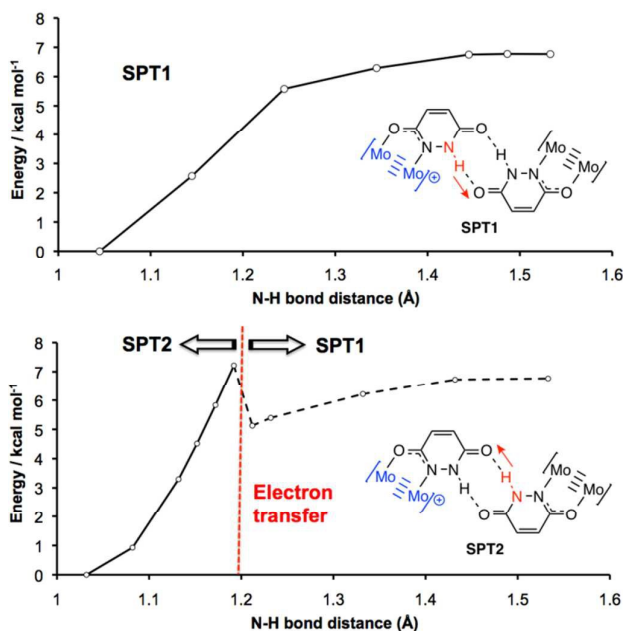 8
7
6
5
4
3
2
1
0
Energy / kcal mol⁻¹
SPT1
O
O
Mo
N
N
Mo
⊕
H
H
O
N
N
O
Mo
Mo
SPT1
1 1.1 1.2 1.3 1.4 1.5 1.6
N-H bond distance (Å)
8
7
6
5
4
3
2
1
0
Energy / kcal mol⁻¹
SPT2 SPT1
Electron
transfer
O
O
Mo
N
N
Mo
⊕
H
H
O
N
N
O
Mo
Mo
SPT2
1 1.1 1.2 1.3 1.4 1.5 1.6
N-H bond distance (Å)